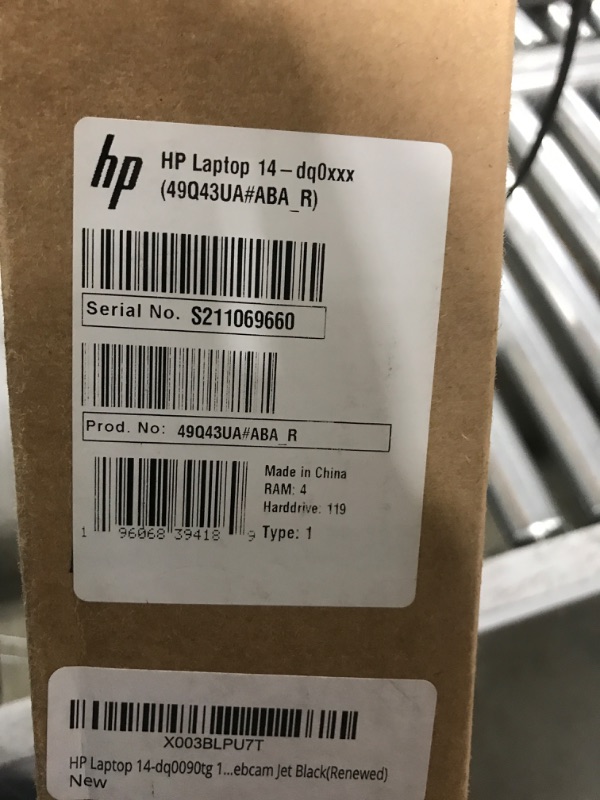 hp
HP Laptop 14-dq0xxx
(49Q43UA#ABA_R)
Serial No. S211069660
Prod. No: 49Q43UA#ABA_R
Made in China
RAM: 4
Harddrive: 119
Type: 1
1 96068 39418 9
X003BLPU7T
HP Laptop 14-dq0090tg 1...ebcam Jet Black(Renewed)
New